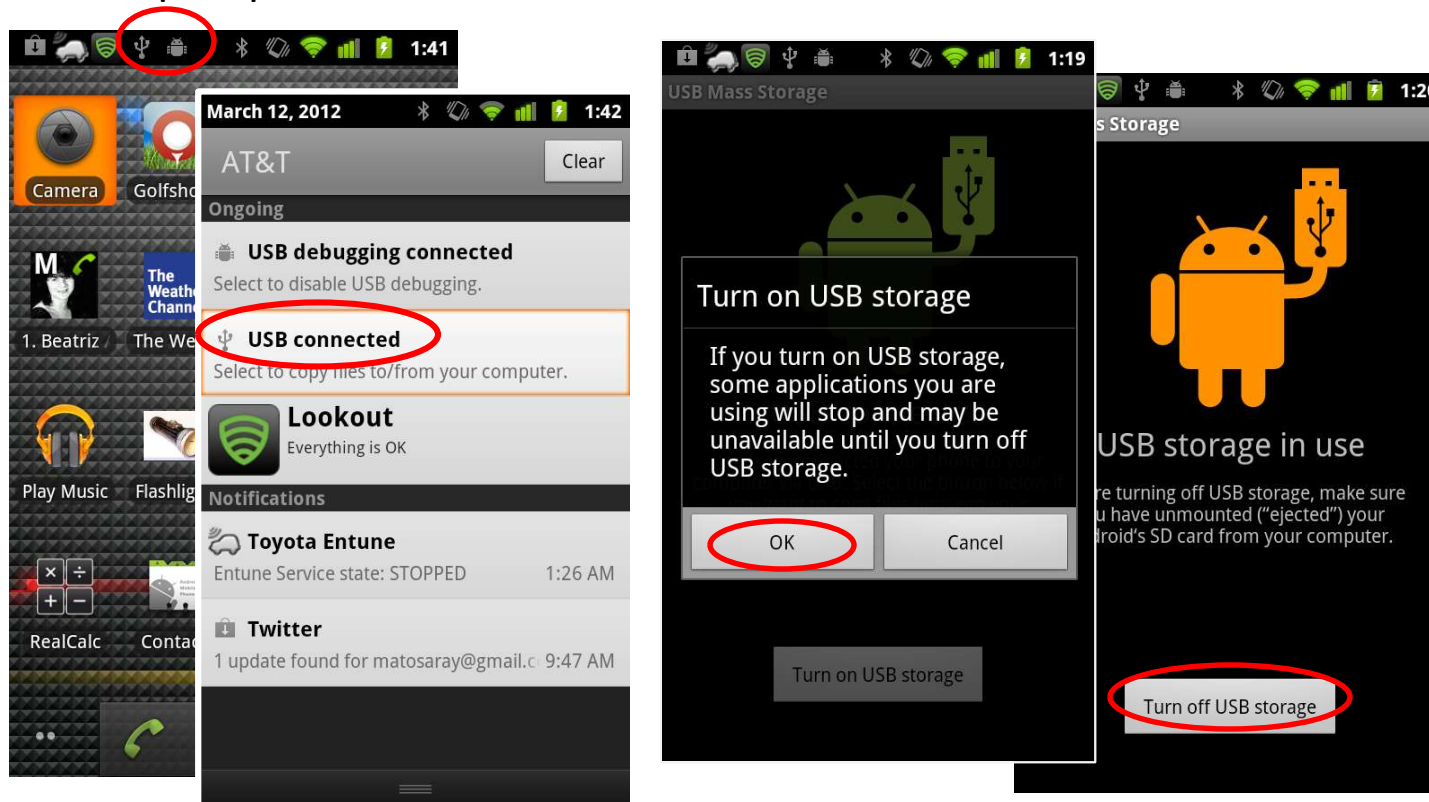 1:41
Camera
Golfsho
M
The
Weath
Chann
1. Beatriz
The We
Play Music
Flashlig
RealCalc
Contac
March 12, 2012
1:42
AT&T
Clear
Ongoing
USB debugging connected
Select to disable USB debugging.
USB connected
Select to copy files to/from your computer.
Lookout
Everything is OK
Notifications
Toyota Entune
Entune Service state: STOPPED 1:26 AM
Twitter
1 update found for matosaray@gmail.c 9:47 AM
1:19
USB Mass Storage
Turn on USB storage
If you turn on USB storage,
some applications you are
using will stop and may be
unavailable until you turn off
USB storage.
OK
Cancel
Turn on USB storage
1:20
s Storage
USB storage in use
re turning off USB storage, make sure
u have unmounted (“ejected”) your
droid's SD card from your computer.
Turn off USB storage